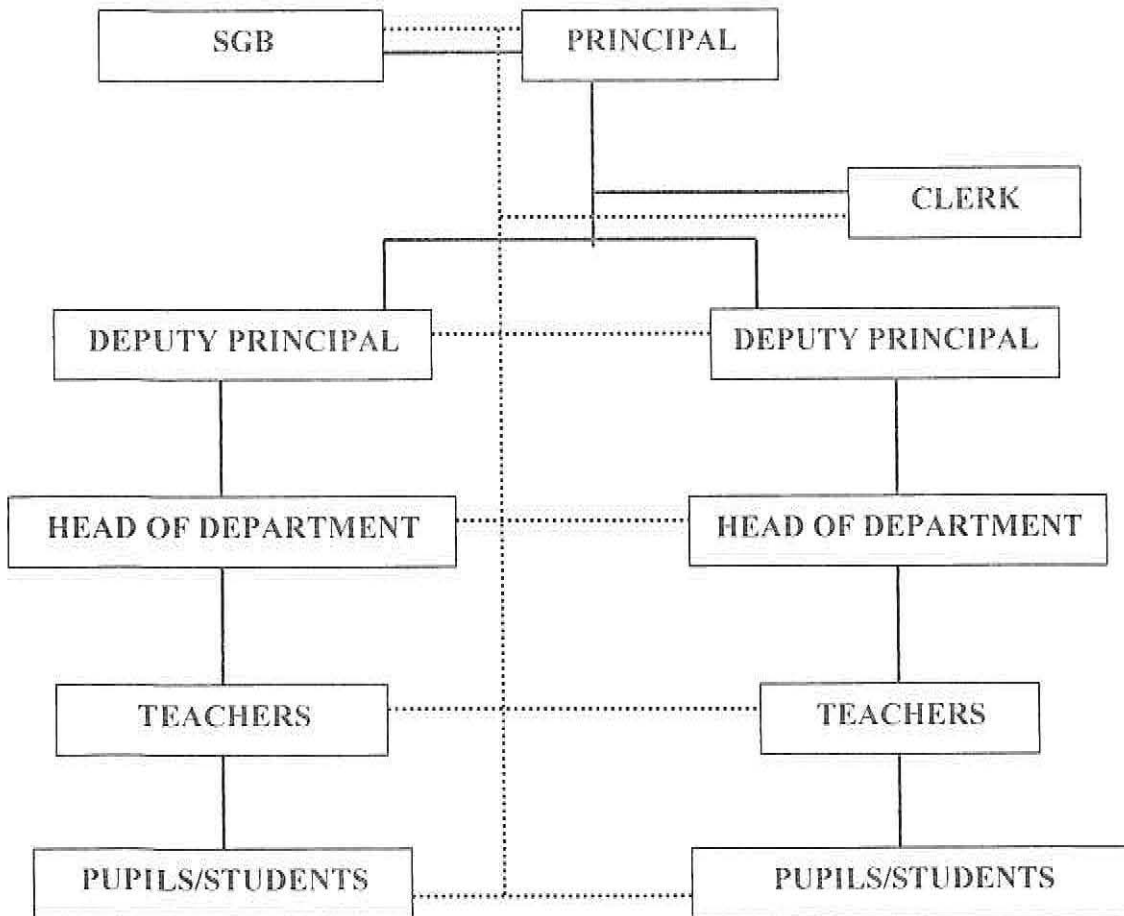 SGB
PRINCIPAL
CLERK
DEPUTY PRINCIPAL
DEPUTY PRINCIPAL
HEAD OF DEPARTMENT
HEAD OF DEPARTMENT
TEACHERS
TEACHERS
PUPILS/STUDENTS
PUPILS/STUDENTS